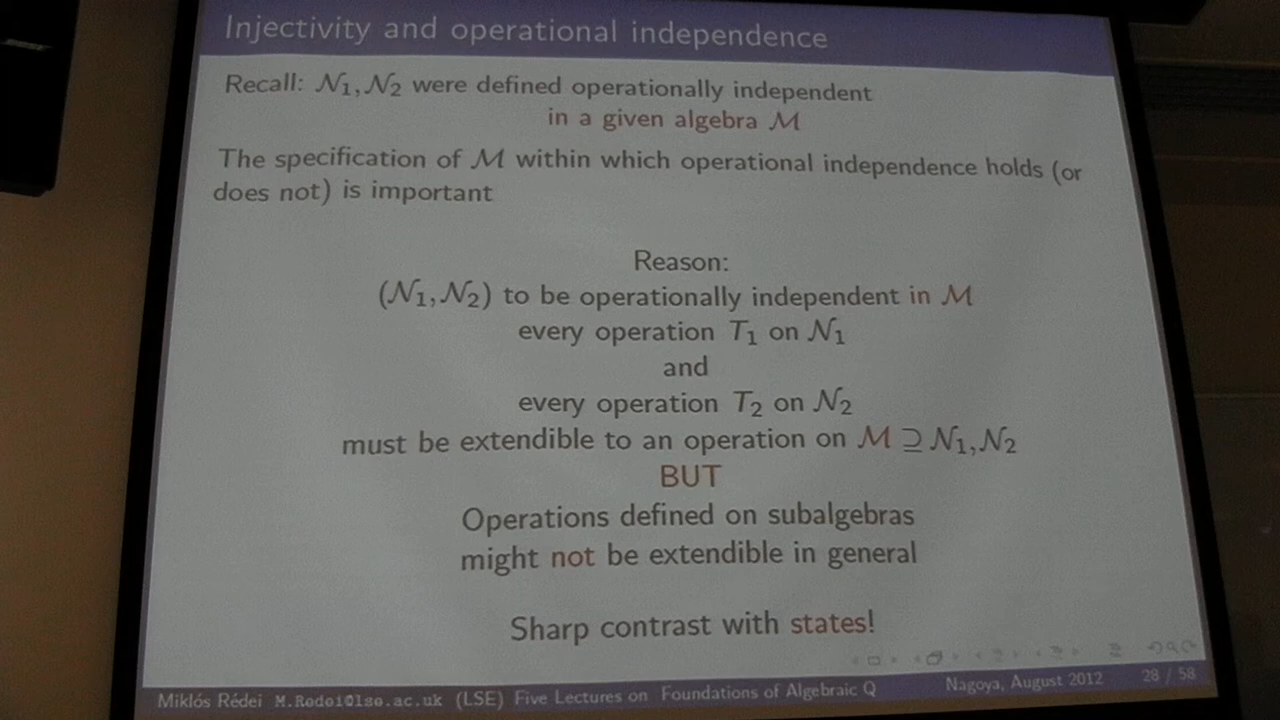 Injectivity and operational independence
Recall: 𝒩₁, 𝒩₂ were defined operationally independent
in a given algebra ℳ
The specification of ℳ within which operational independence holds (or
does not) is important
Reason:
(𝒩₁, 𝒩₂) to be operationally independent in ℳ
every operation T₁ on 𝒩₁
and
every operation T₂ on 𝒩₂
must be extendible to an operation on ℳ ⊇ 𝒩₁, 𝒩₂
BUT
Operations defined on subalgebras
might not be extendible in general
Sharp contrast with states!
Miklós Rédei M.Redei@lse.ac.uk (LSE) Five Lectures on Foundations of Algebraic Q Nagoya, August 2012 28 / 58